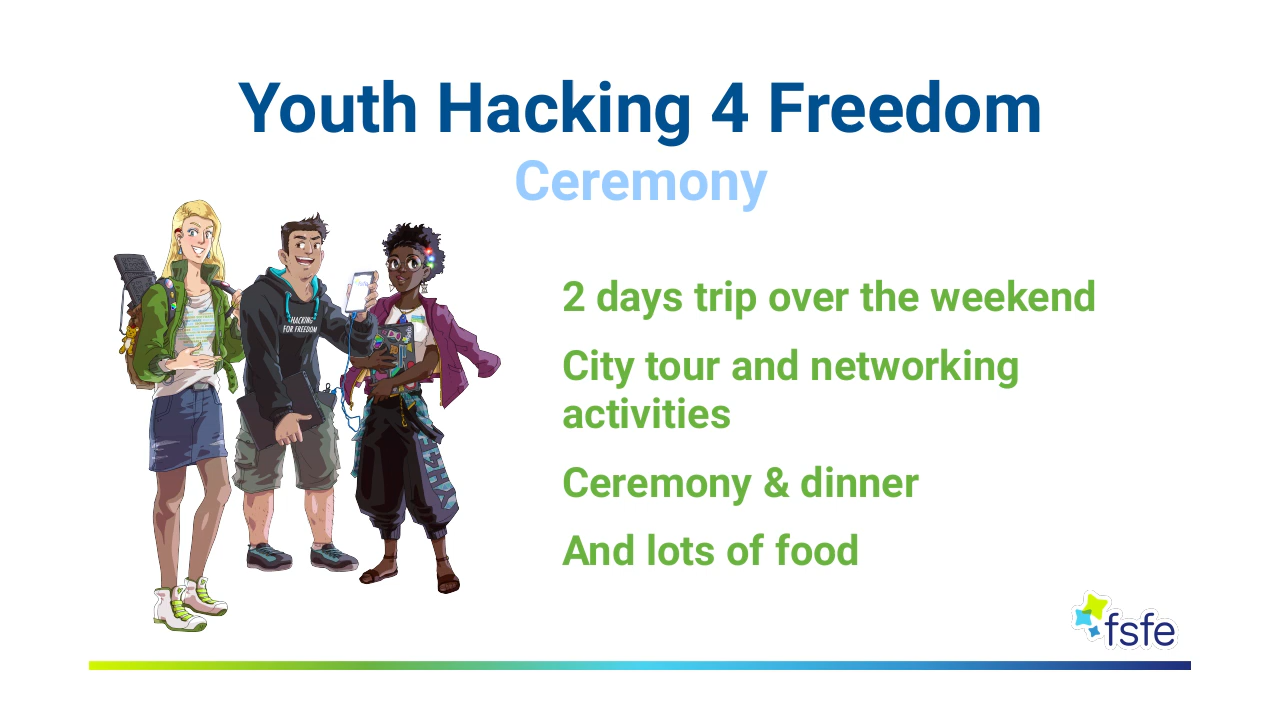 Youth Hacking 4 Freedom
Ceremony
2 days trip over the weekend
City tour and networking
activities
Ceremony & dinner
And lots of food
HACKING
FOR FREEDOM
fsfe